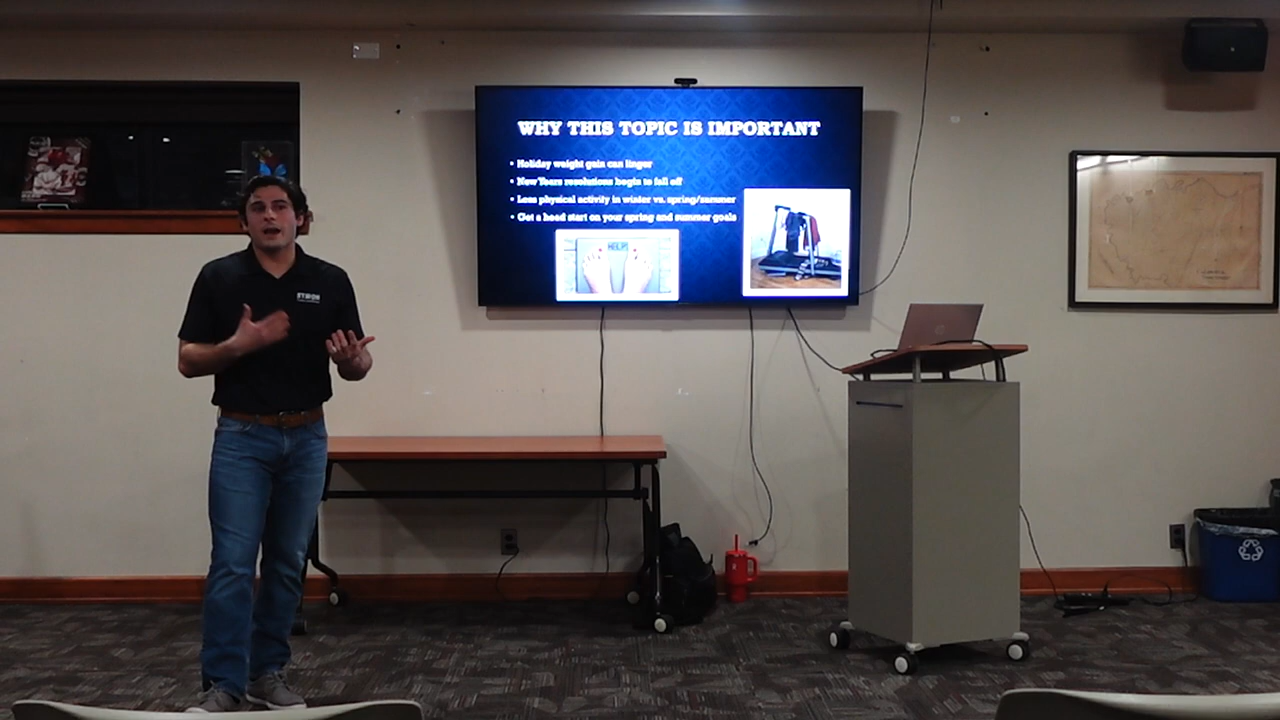 WHY THIS TOPIC IS IMPORTANT
• Holiday weight gain can linger
• New Years resolutions begin to fall off
• Less physical activity in winter vs. spring/summer
• Get a head start on your spring and summer goals
HELP!